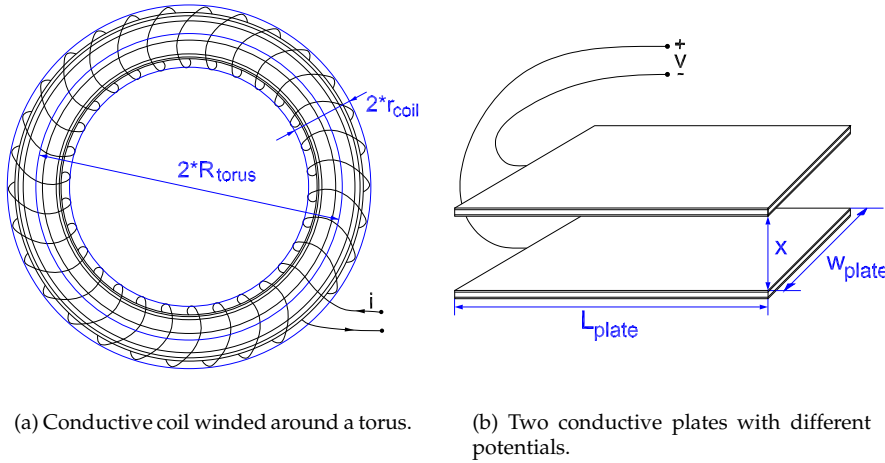 2*r_coil
2*R_torus
i
+
V
-
x
w_plate
L_plate
(a) Conductive coil winded around a torus.
(b) Two conductive plates with different
potentials.